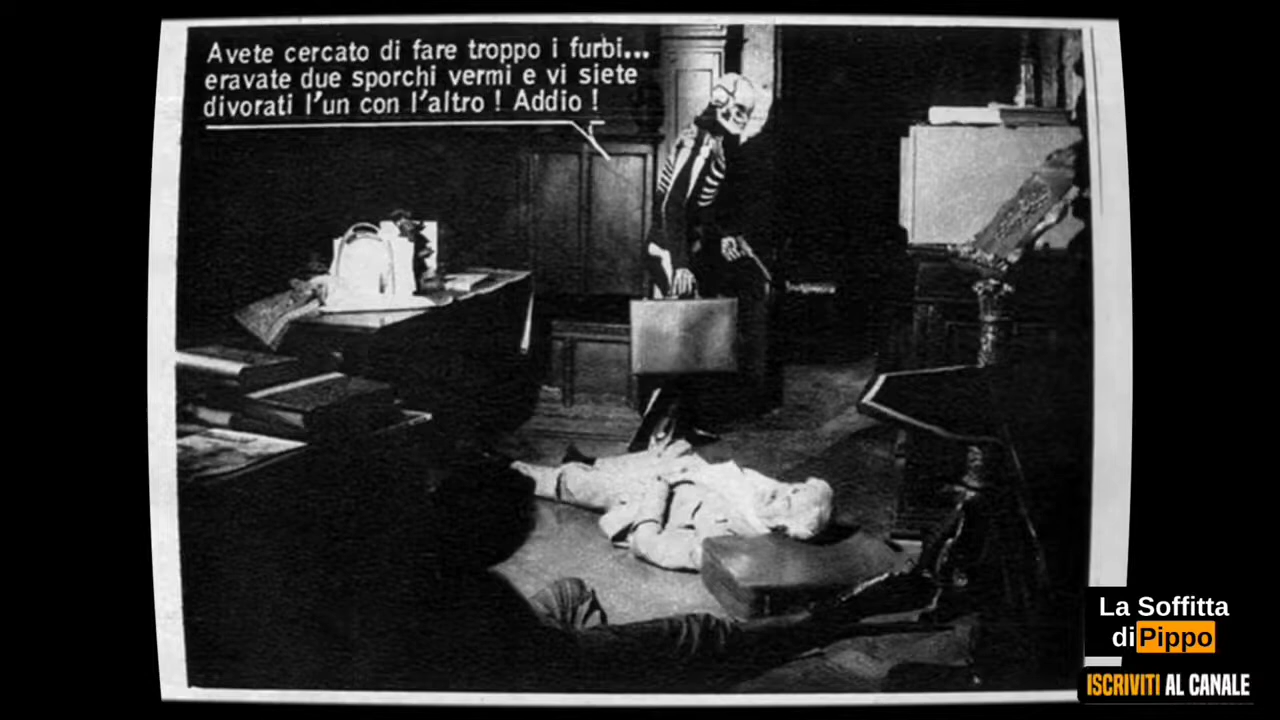 Avete cercato di fare troppo i furbi...
eravate due sporchi vermi e vi siete
divorati l'un con l'altro ! Addio !
La Soffitta
di Pippo
ISCRIVITI AL CANALE